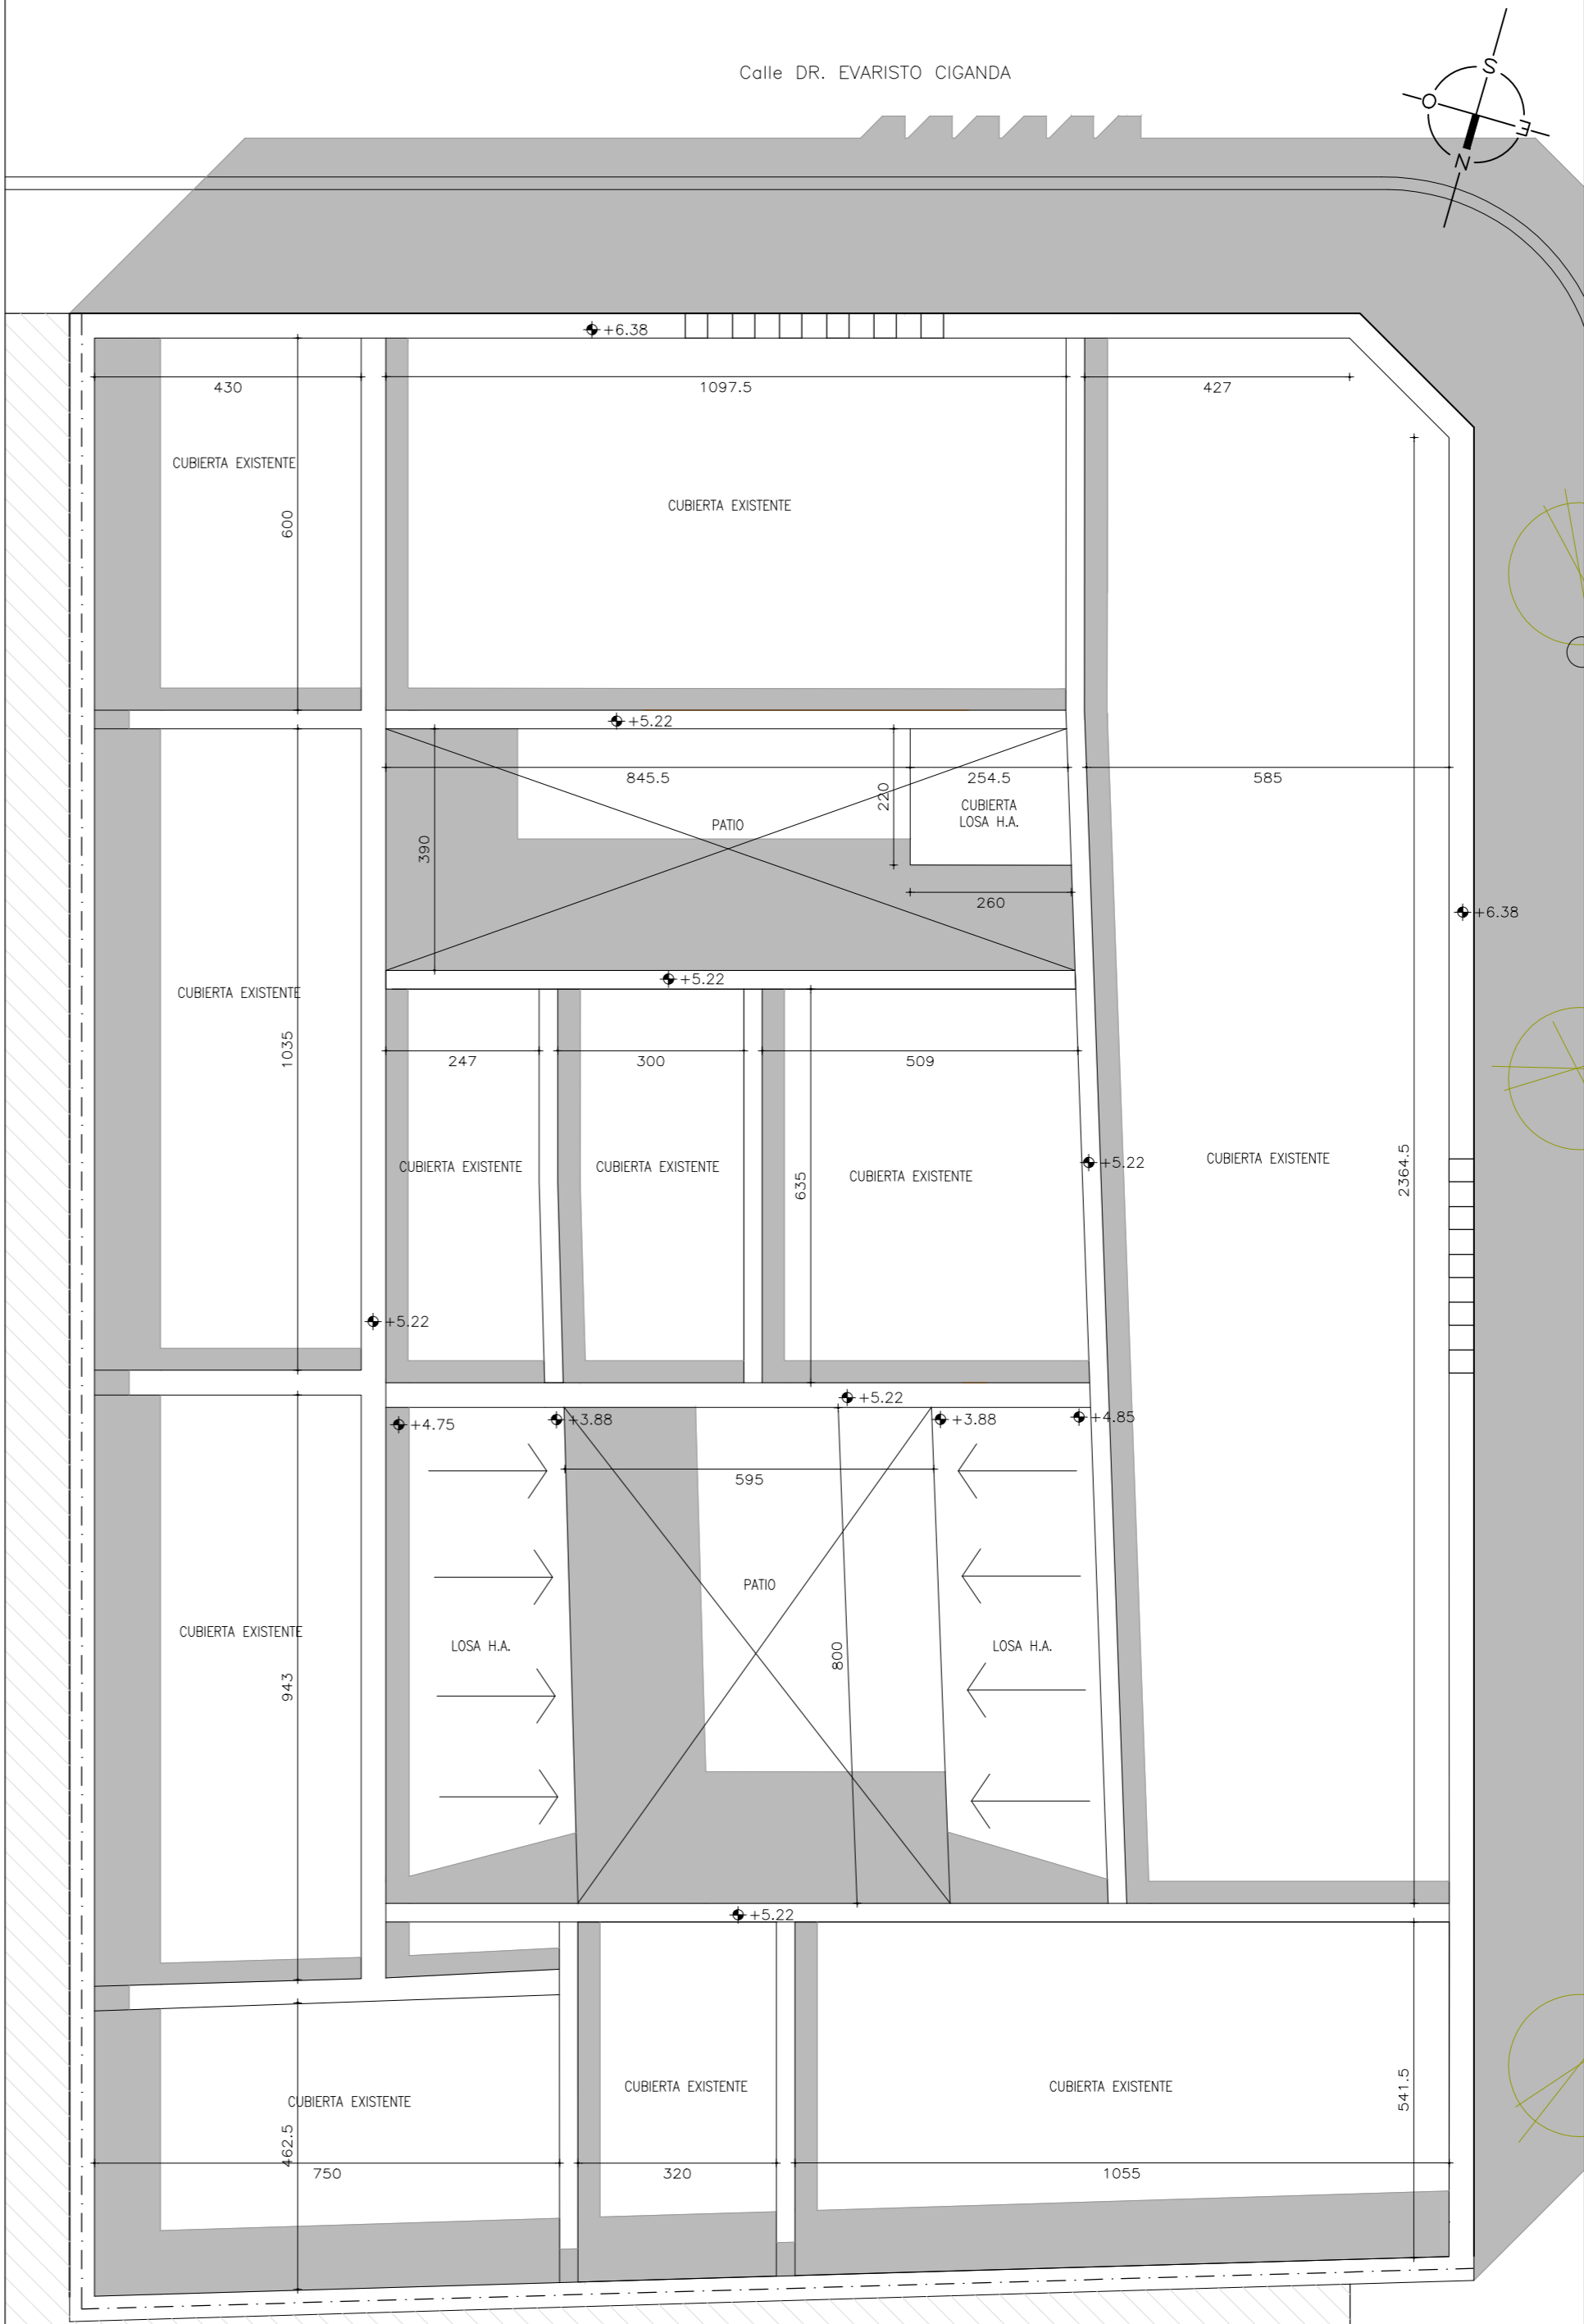 Calle DR. EVARISTO CIGANDA
S
O
E
N
+6.38
430
1097.5
427
CUBIERTA EXISTENTE
CUBIERTA EXISTENTE
600
+5.22
845.5
254.5
585
220
CUBIERTA
LOSA H.A.
PATIO
390
260
+6.38
+5.22
CUBIERTA EXISTENTE
1035
247
300
509
CUBIERTA EXISTENTE
CUBIERTA EXISTENTE
CUBIERTA EXISTENTE
635
+5.22
CUBIERTA EXISTENTE
2364.5
+5.22
+5.22
+4.75
+3.88
+3.88
+4.85
595
PATIO
CUBIERTA EXISTENTE
LOSA H.A.
800
LOSA H.A.
943
+5.22
CUBIERTA EXISTENTE
CUBIERTA EXISTENTE
CUBIERTA EXISTENTE
541.5
462.5
750
320
1055